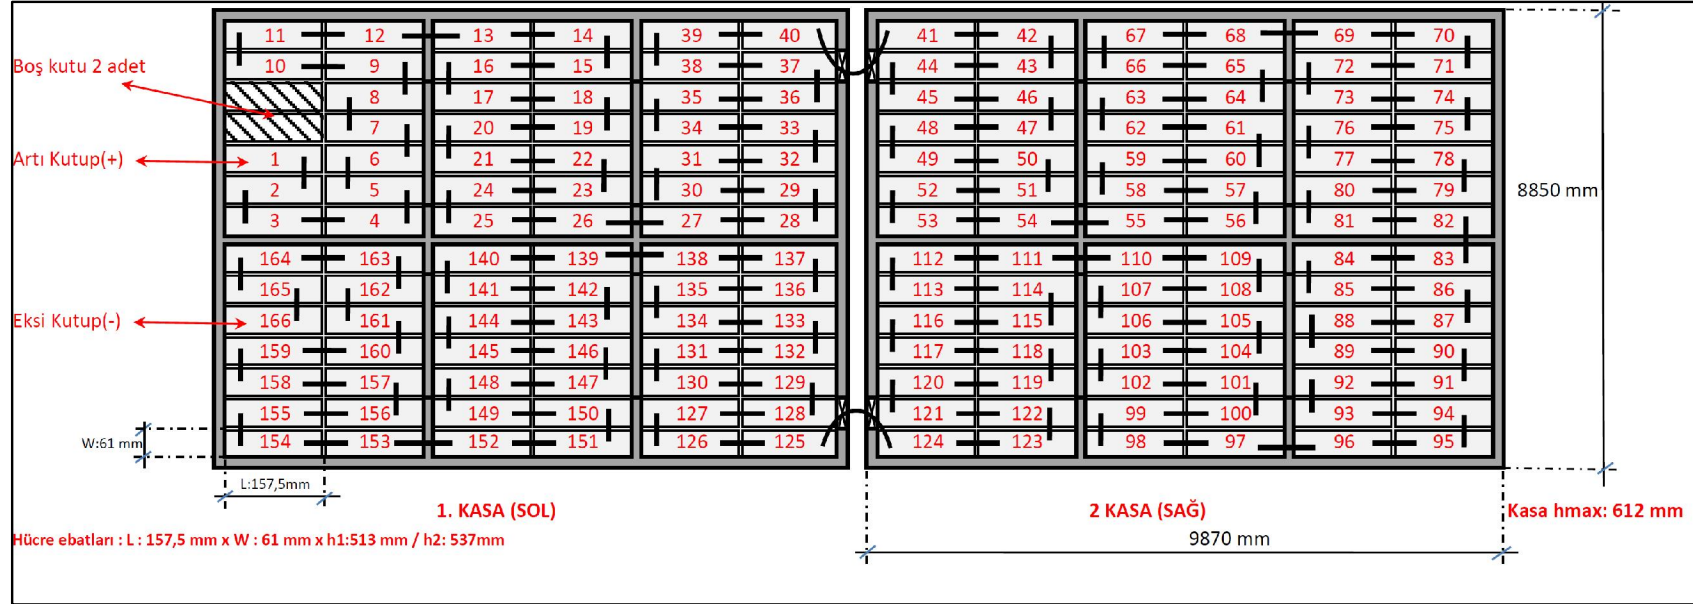 11 12 13 14 39 40 41 42 67 68 69 70
Boş kutu 2 adet
10 9 16 15 38 37 44 43 66 65 72 71
8 17 18 35 36 45 46 63 64 73 74
7 20 19 34 33 48 47 62 61 76 75
Artı Kutup(+)
1 6 21 22 31 32 49 50 59 60 77 78
2 5 24 23 30 29 52 51 58 57 80 79
8850 mm
3 4 25 26 27 28 53 54 55 56 81 82
164 163 140 139 138 137 112 111 110 109 84 83
165 162 141 142 135 136 113 114 107 108 85 86
Eksi Kutup(-)
166 161 144 143 134 133 116 115 106 105 88 87
159 160 145 146 131 132 117 118 103 104 89 90
158 157 148 147 130 129 120 119 102 101 92 91
155 156 149 150 127 128 121 122 99 100 93 94
W:61 mm
154 153 152 151 126 125 124 123 98 97 96 95
L:157,5mm
1. KASA (SOL)
2 KASA (SAĞ)
Kasa hmax: 612 mm
Hücre ebatları : L : 157,5 mm x W : 61 mm x h1:513 mm / h2: 537mm
9870 mm